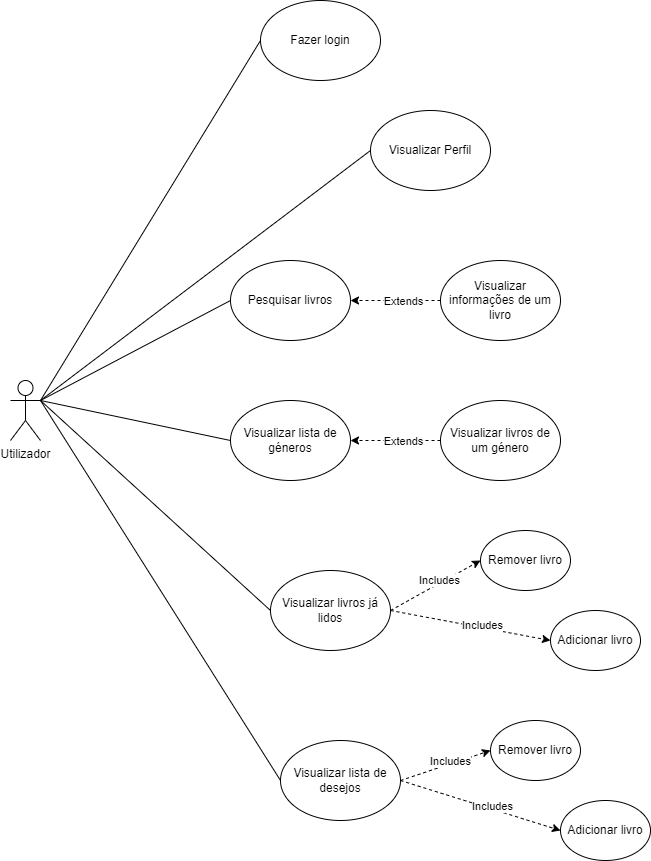 Fazer login
Visualizar Perfil
Pesquisar livros
Extends
Visualizar
informações de um
livro
Utilizador
Visualizar lista de
géneros
Extends
Visualizar livros de
um género
Visualizar livros já
lidos
Includes
Remover livro
Includes
Adicionar livro
Visualizar lista de
desejos
Includes
Remover livro
Includes
Adicionar livro